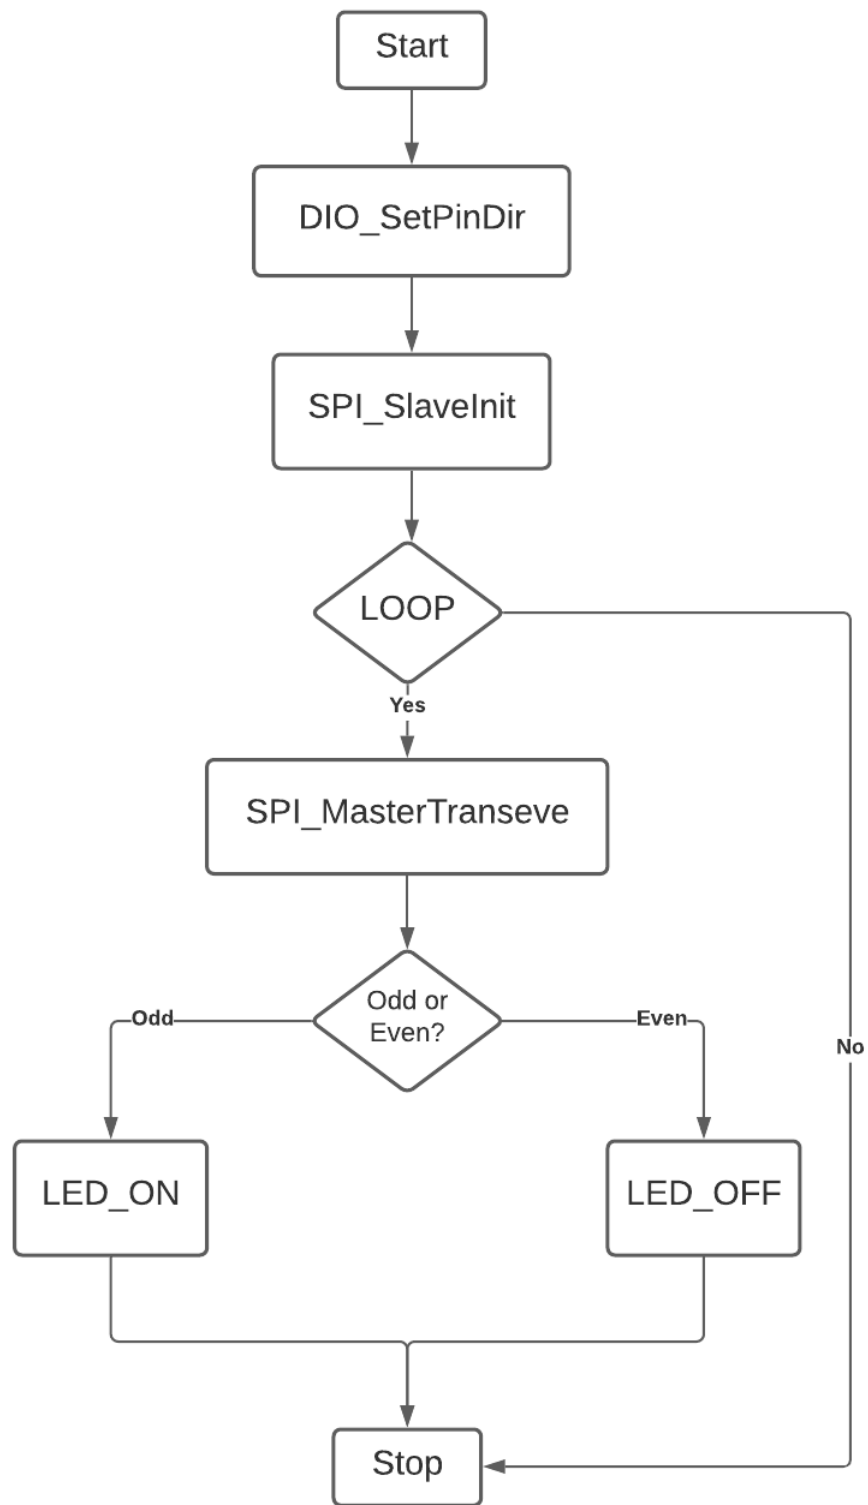 Start
DIO_SetPinDir
SPI_SlaveInit
LOOP
Yes
SPI_MasterTranseve
Odd or
Even?
Odd
Even
No
LED_ON
LED_OFF
Stop